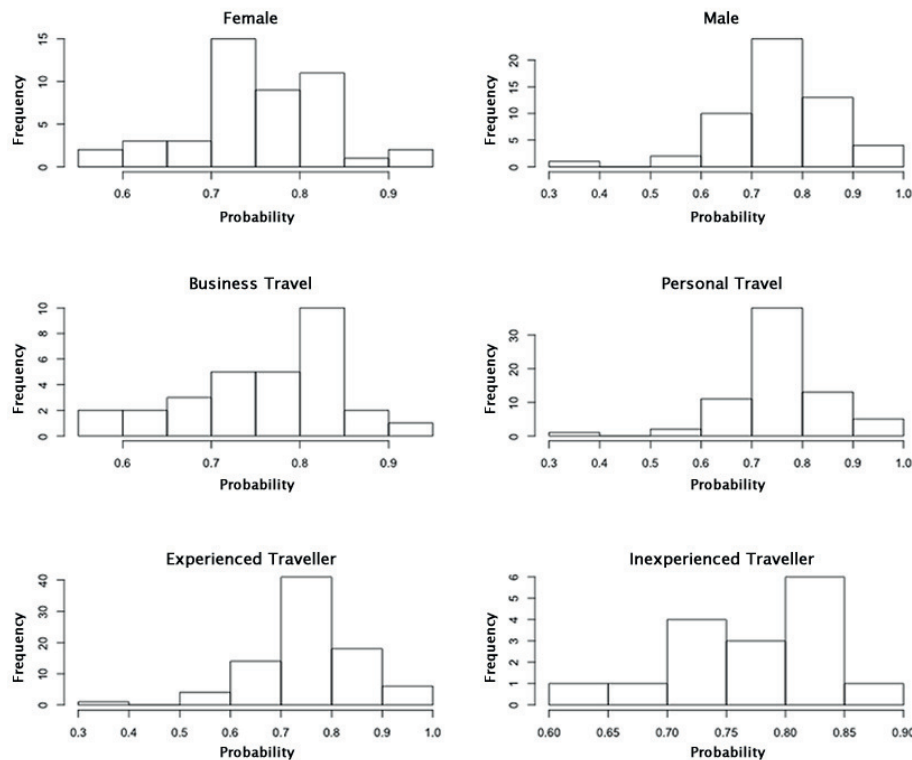 Female
Male
Frequency
0 5 10 15
0.6 0.7 0.8 0.9
Probability
Frequency
0 5 10 15 20
0.3 0.4 0.5 0.6 0.7 0.8 0.9 1.0
Probability
Business Travel
Personal Travel
Frequency
0 2 4 6 8 10
0.6 0.7 0.8 0.9
Probability
Frequency
0 10 20 30
0.3 0.4 0.5 0.6 0.7 0.8 0.9 1.0
Probability
Experienced Traveller
Inexperienced Traveller
Frequency
0 10 20 30 40
0.3 0.4 0.5 0.6 0.7 0.8 0.9 1.0
Probability
Frequency
0 1 2 3 4 5 6
0.60 0.65 0.70 0.75 0.80 0.85 0.90
Probability